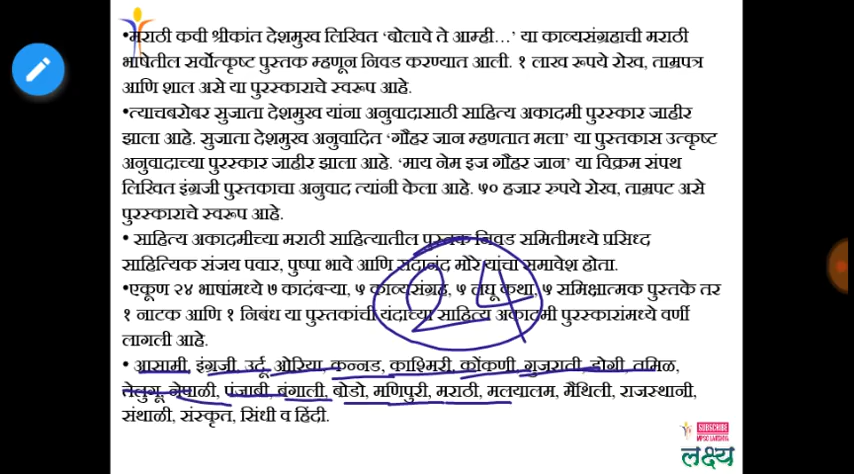 •मराठी कवी श्रीकांत देशमुख लिखित ‘बोलावे ते आम्ही...’ या काव्यसंग्रहाची मराठी
भाषेतील सर्वोत्कृष्ट पुस्तक म्हणून निवड करण्यात आली. १ लाख रूपये रोख, ताम्रपत्र
आणि शाल असे या पुरस्काराचे स्वरूप आहे.
•त्याचबरोबर सुजाता देशमुख यांना अनुवादासाठी साहित्य अकादमी पुरस्कार जाहीर
झाला आहे. सुजाता देशमुख अनुवादित ‘गौहर जान म्हणतात मला’ या पुस्तकास उत्कृष्ट
अनुवादाच्या पुरस्कार जाहीर झाला आहे. ‘माय नेम इज गौहर जान’ या विक्रम संपथ
लिखित इंग्रजी पुस्तकाचा अनुवाद त्यांनी केला आहे. ५० हजार रुपये रोख, ताम्रपट असे
पुरस्काराचे स्वरूप आहे.
• साहित्य अकादमीच्या मराठी साहित्यातील पुस्तक निवड समितीमध्ये प्रसिध्द
साहित्यिक संजय पवार, पुष्पा भावे आणि सदानंद मोरे यांचा समावेश होता.
•एकूण २४ भाषांमध्ये ७ कादंबऱ्या, ५ काव्यसंग्रह, ५ लघू कथा, ५ समिक्षात्मक पुस्तके तर
१ नाटक आणि १ निबंध या पुस्तकांची यंदाच्या साहित्य अकादमी पुरस्कारांमध्ये वर्णी
लागली आहे.
24
• आसामी, इंग्रजी, उर्दू, ओरिया, कन्नड, काश्मिरी, कोंकणी, गुजराती, डोगी, तमिळ,
तेलुगू, नेपाळी, पंजाबी, बंगाली, बोडो, मणिपुरी, मराठी, मलयालम, मैथिली, राजस्थानी,
संथाळी, संस्कृत, सिंधी व हिंदी.
SUBSCRIBE
लक्ष्य